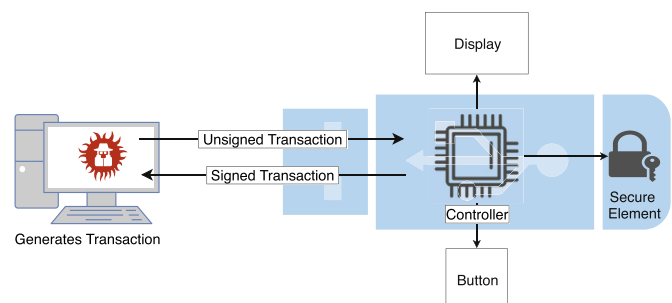 Display
Unsigned Transaction
Signed Transaction
Generates Transaction
Controller
Secure
Element
Button